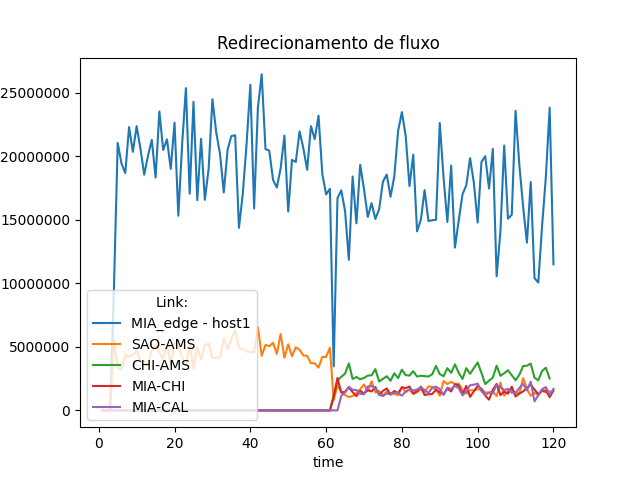 Redirecionamento de fluxo
25000000
20000000
15000000
10000000
5000000
0
Link:
MIA_edge - host1
SAO-AMS
CHI-AMS
MIA-CHI
MIA-CAL
0 20 40 60 80 100 120
time